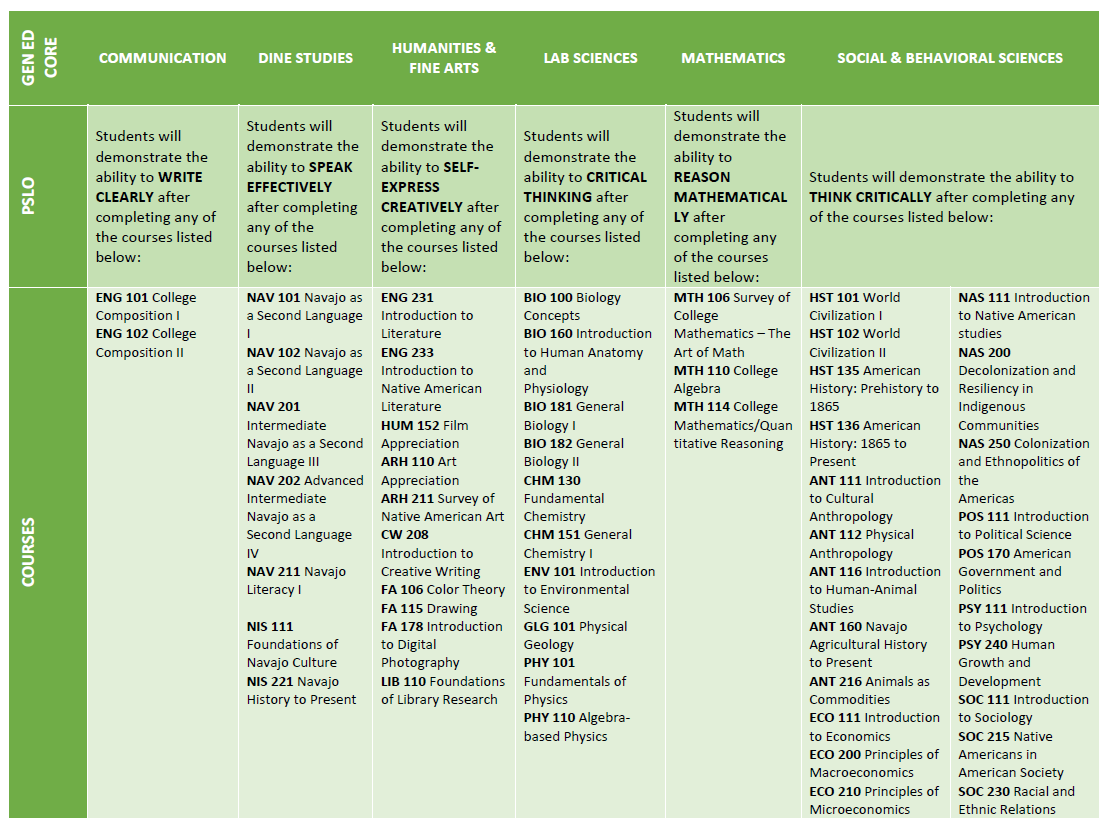 GEN ED
CORE
COMMUNICATION
DINE STUDIES
HUMANITIES &
FINE ARTS
LAB SCIENCES
MATHEMATICS
SOCIAL & BEHAVIORAL SCIENCES
PSLO
Students will
demonstrate the
ability to WRITE
CLEARLY after
completing any of
the courses listed
below:
Students will
demonstrate the
ability to SPEAK
EFFECTIVELY
after completing
any of the
courses listed
below:
Students will
demonstrate the
ability to SELF-
EXPRESS
CREATIVELY after
completing any of
the courses listed
below:
Students will
demonstrate the
ability to CRITICAL
THINKING after
completing any of
the courses listed
below:
Students will
demonstrate the
ability to
REASON
MATHEMATICAL
LY after
completing any
of the courses
listed below:
Students will demonstrate the ability to
THINK CRITICALLY after completing any
of the courses listed below:
COURSES
ENG 101 College
Composition I
ENG 102 College
Composition II
NAV 101 Navajo as
a Second Language
I
NAV 102 Navajo as
a Second Language
II
NAV 201
Intermediate
Navajo as a Second
Language III
NAV 202 Advanced
Intermediate
Navajo as a
Second Language
IV
NAV 211 Navajo
Literacy I
NIS 111
Foundations of
Navajo Culture
NIS 221 Navajo
History to Present
ENG 231
Introduction to
Literature
ENG 233
Introduction to
Native American
Literature
HUM 152 Film
Appreciation
ARH 110 Art
Appreciation
ARH 211 Survey of
Native American Art
CW 208
Introduction to
Creative Writing
FA 106 Color Theory
FA 115 Drawing
FA 178 Introduction
to Digital
Photography
LIB 110 Foundations
of Library Research
BIO 100 Biology
Concepts
BIO 160 Introduction
to Human Anatomy
and
Physiology
BIO 181 General
Biology I
BIO 182 General
Biology II
CHM 130
Fundamental
Chemistry
CHM 151 General
Chemistry I
ENV 101 Introduction
to Environmental
Science
GLG 101 Physical
Geology
PHY 101
Fundamentals of
Physics
PHY 110 Algebra-
based Physics
MTH 106 Survey of
College
Mathematics – The
Art of Math
MTH 110 College
Algebra
MTH 114 College
Mathematics/Quan
titative Reasoning
HST 101 World
Civilization I
HST 102 World
Civilization II
HST 135 American
History: Prehistory to
1865
HST 136 American
History: 1865 to
Present
ANT 111 Introduction
to Cultural
Anthropology
ANT 112 Physical
Anthropology
ANT 116 Introduction
to Human-Animal
Studies
ANT 160 Navajo
Agricultural History
to Present
ANT 216 Animals as
Commodities
ECO 111 Introduction
to Economics
ECO 200 Principles of
Macroeconomics
ECO 210 Principles of
Microeconomics
NAS 111 Introduction
to Native American
studies
NAS 200
Decolonization and
Resiliency in
Indigenous
Communities
NAS 250 Colonization
and Ethnopolitics of
the
Americas
POS 111 Introduction
to Political Science
POS 170 American
Government and
Politics
PSY 111 Introduction
to Psychology
PSY 240 Human
Growth and
Development
SOC 111 Introduction
to Sociology
SOC 215 Native
Americans in
American Society
SOC 230 Racial and
Ethnic Relations